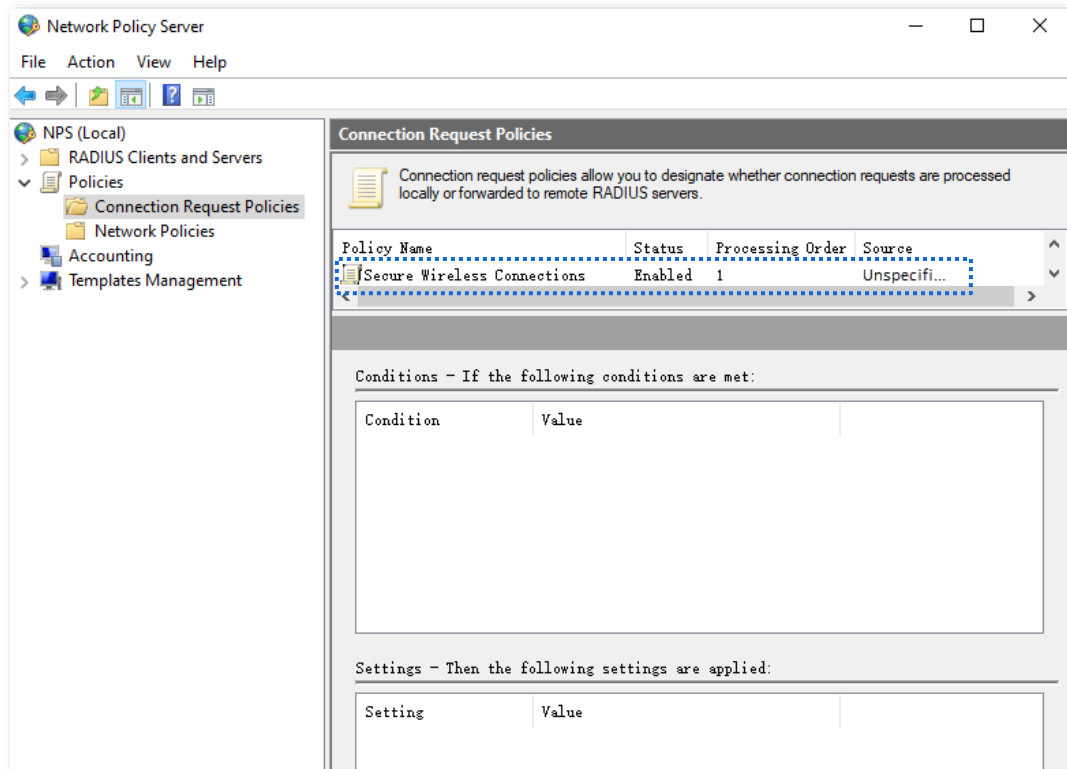 Network Policy Server
File Action View Help
NPS (Local)
RADIUS Clients and Servers
Policies
Connection Request Policies
Network Policies
Accounting
Templates Management
Connection Request Policies
Connection request policies allow you to designate whether connection requests are processed
locally or forwarded to remote RADIUS servers.
Policy Name Status Processing Order Source
Secure Wireless Connections Enabled 1 Unspecifi...
Conditions - If the following conditions are met:
Condition Value
Settings - Then the following settings are applied:
Setting Value